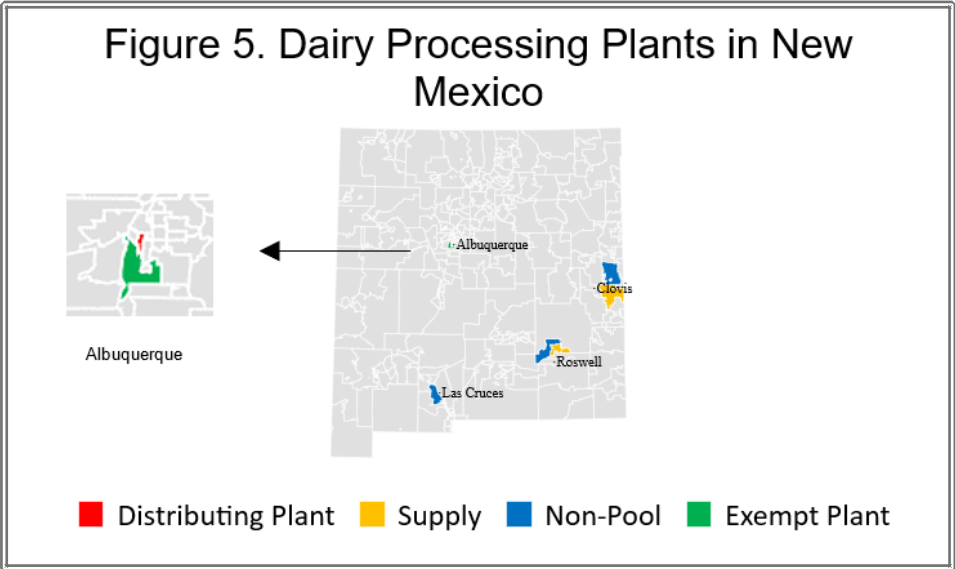 Figure 5. Dairy Processing Plants in New
Mexico
Albuquerque
Clovis
Roswell
Las Cruces
Albuquerque
Distributing Plant
Supply
Non-Pool
Exempt Plant